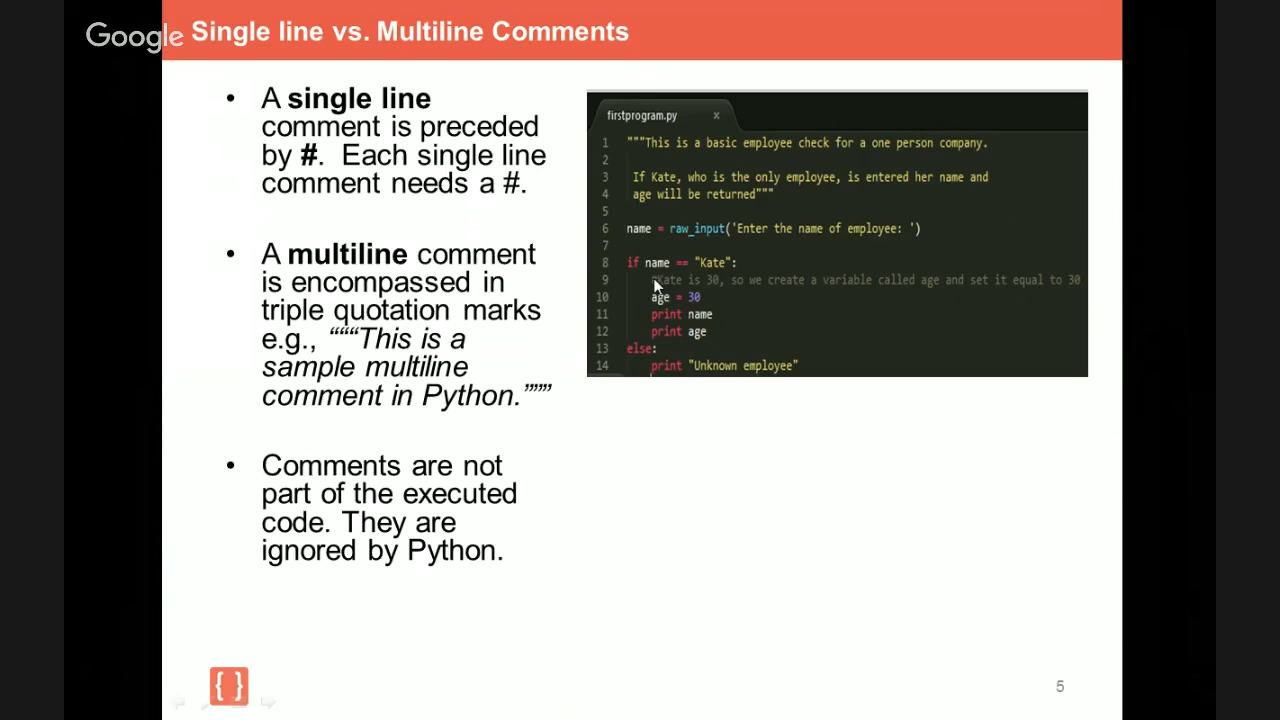 Google
Single line vs. Multiline Comments
• A single line
comment is preceded
by #. Each single line
comment needs a #.
• A multiline comment
is encompassed in
triple quotation marks
e.g., “““This is a
sample multiline
comment in Python.”””
• Comments are not
part of the executed
code. They are
ignored by Python.
firstprogram.py x
1 """This is a basic employee check for a one person company.
2
3 If Kate, who is the only employee, is entered her name and
4 age will be returned"""
5
6 name = raw_input('Enter the name of employee: ')
7
8 if name == "Kate":
9 Kate is 30, so we create a variable called age and set it equal to 30
10 age = 30
11 print name
12 print age
13 else:
14 print "Unknown employee"
{ }
5